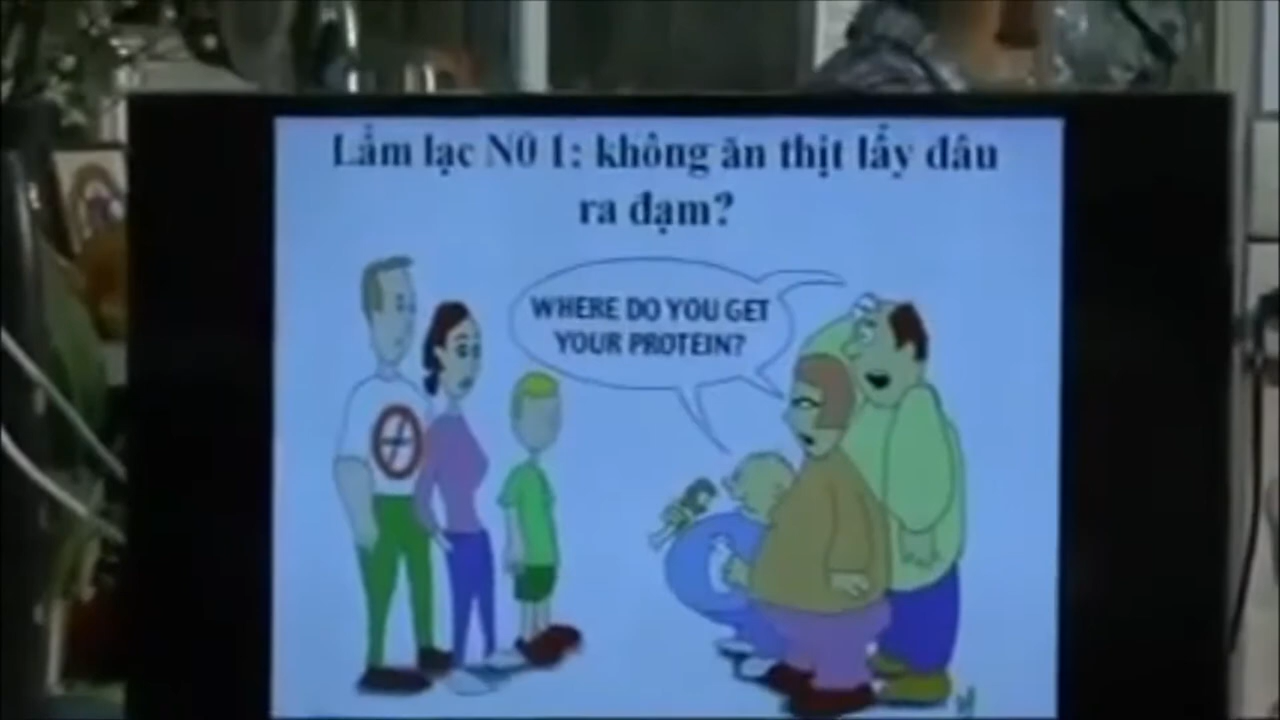 Lầm lạc N0 1: không ăn thịt lấy đâu
ra đạm?
WHERE DO YOU GET
YOUR PROTEIN?